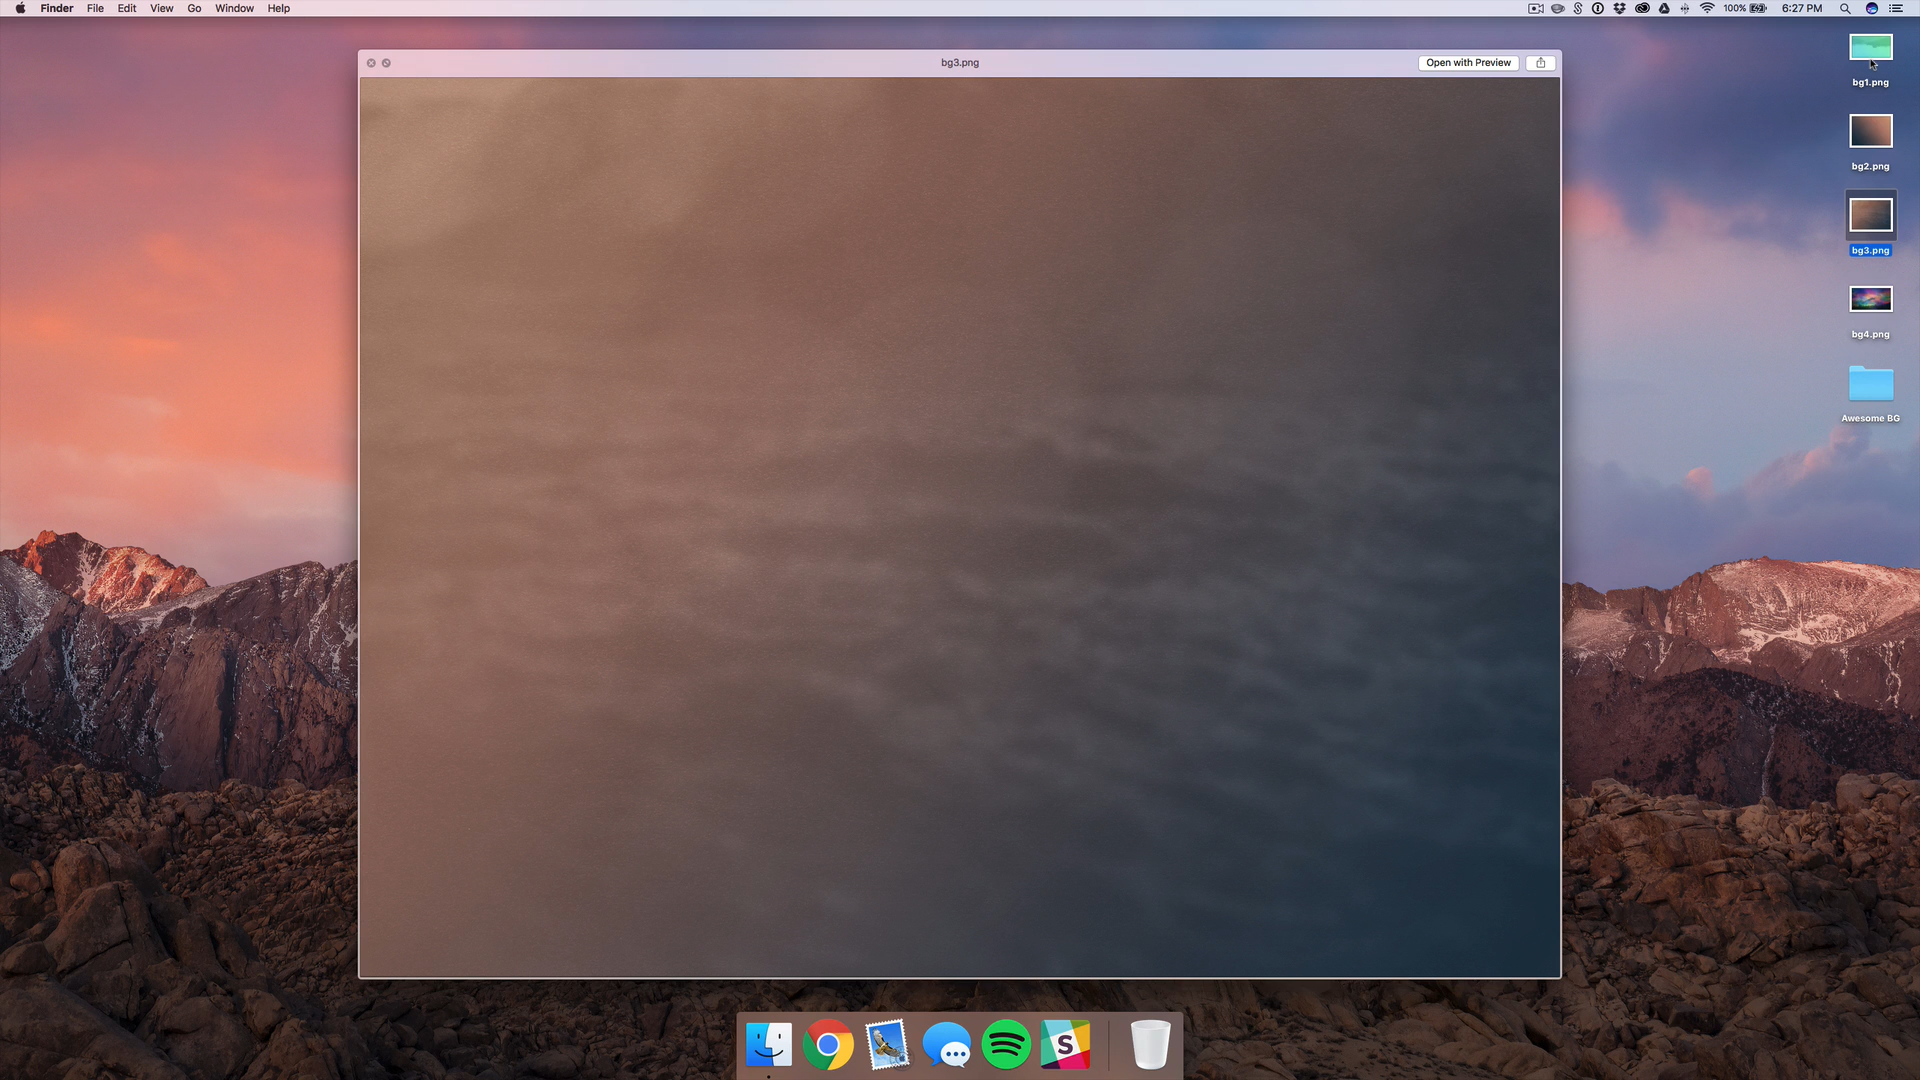 Finder File Edit View Go Window Help
100%
6:27 PM
bg3.png
Open with Preview
bg1.png
bg2.png
bg3.png
bg4.png
Awesome BG
S